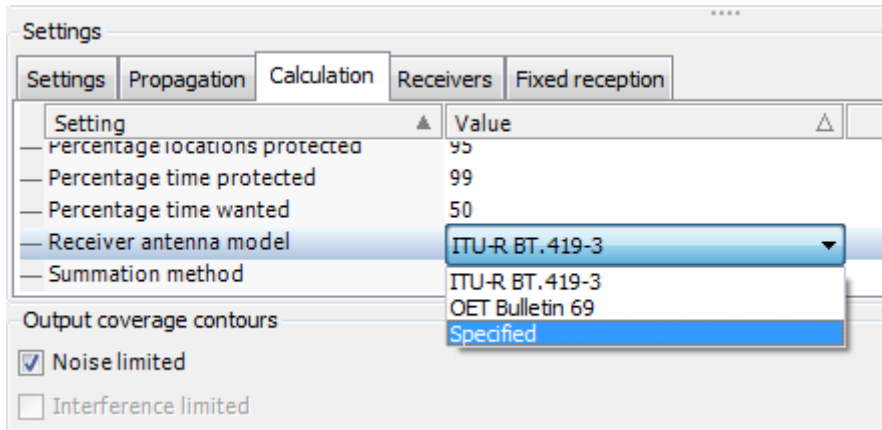 Settings
Settings Propagation Calculation Receivers Fixed reception
Setting Value
Percentage locations protected 95
Percentage time protected 99
Percentage time wanted 50
Receiver antenna model ITU-R BT.419-3
Summation method ITU-R BT.419-3
OET Bulletin 69
Specified
Output coverage contours
Noise limited
Interference limited